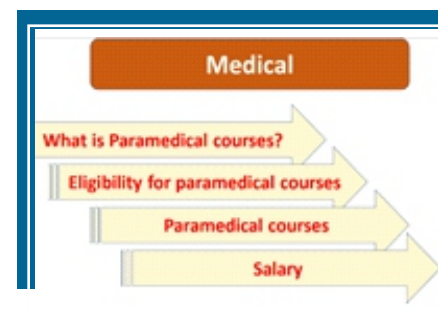 Medical
What is Paramedical courses?
Eligibility for paramedical courses
Paramedical courses
Salary